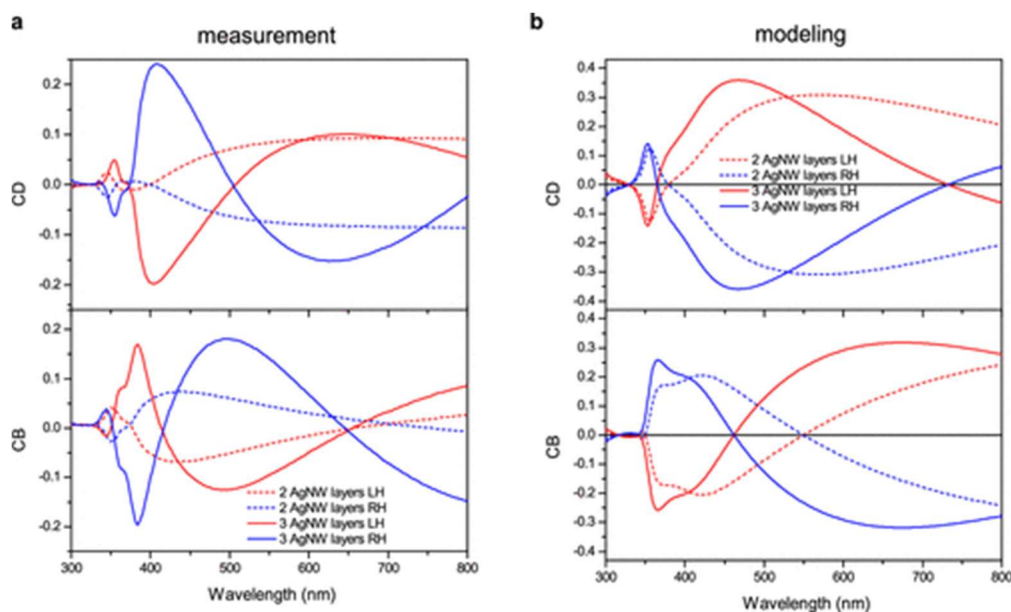 a
measurement
CD
0.2
0.1
0.0
-0.1
-0.2
CB
0.2
0.1
0.0
-0.1
-0.2
2 AgNW layers LH
2 AgNW layers RH
3 AgNW layers LH
3 AgNW layers RH
300 400 500 600 700 800
Wavelength (nm)
b
modeling
CD
0.4
0.3
0.2
0.1
0.0
-0.1
-0.2
-0.3
-0.4
2 AgNW layers LH
2 AgNW layers RH
3 AgNW layers LH
3 AgNW layers RH
CB
0.4
0.3
0.2
0.1
0.0
-0.1
-0.2
-0.3
-0.4
300 400 500 600 700 800
Wavelength (nm)